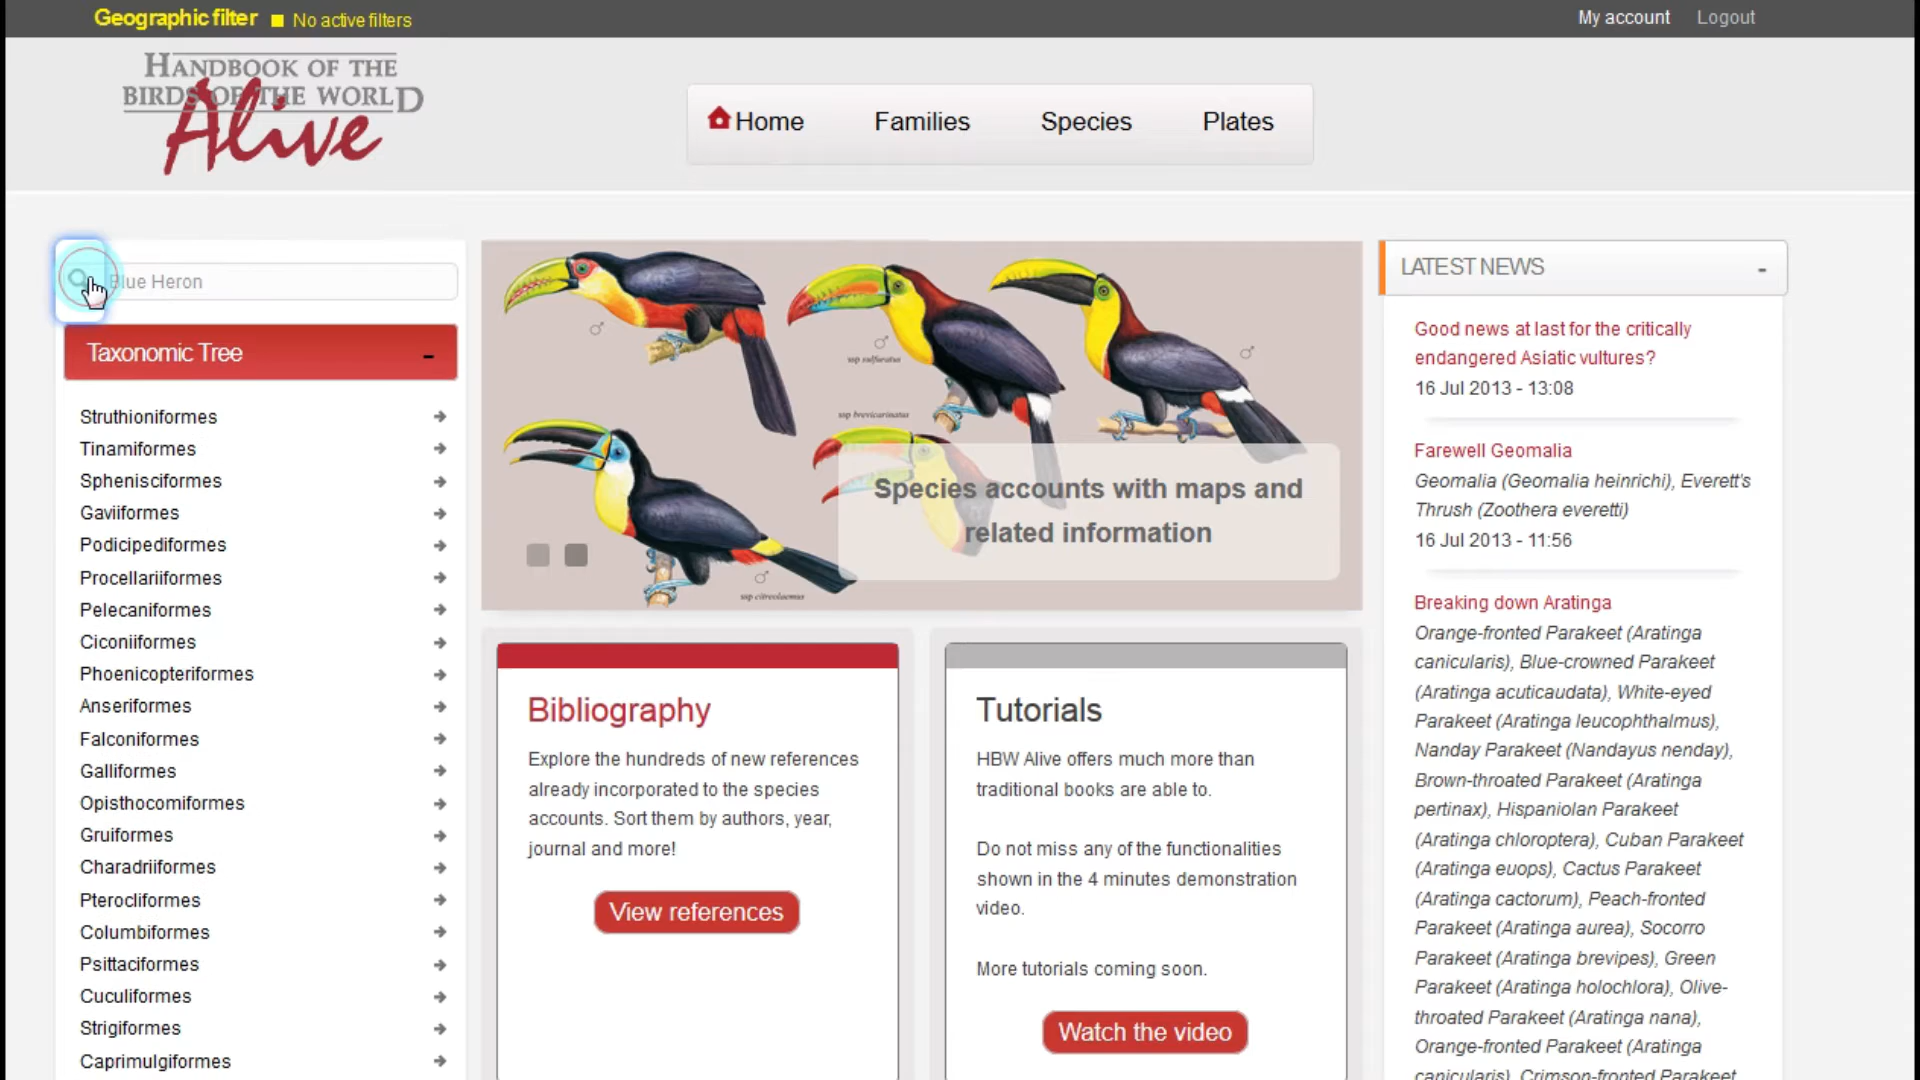 Geographic filter No active filters
My account Logout
HANDBOOK OF THE
BIRDS OF THE WORLD
Alive
Home Families Species Plates
Blue Heron
Taxonomic Tree -
Struthioniformes
Tinamiformes
Sphenisciformes
Gaviiformes
Podicipediformes
Procellariiformes
Pelecaniformes
Ciconiiformes
Phoenicopteriformes
Anseriformes
Falconiformes
Galliformes
Opisthocomiformes
Gruiformes
Charadriiformes
Pterocliformes
Columbiformes
Psittaciformes
Cuculiformes
Strigiformes
Caprimulgiformes
♂
♂
ssp sulfuratus
♂
ssp brevicarinatus
♂
ssp citreolaemus
Species accounts with maps and
related information
Bibliography
Explore the hundreds of new references
already incorporated to the species
accounts. Sort them by authors, year,
journal and more!
View references
Tutorials
HBW Alive offers much more than
traditional books are able to.
Do not miss any of the functionalities
shown in the 4 minutes demonstration
video.
More tutorials coming soon.
Watch the video
LATEST NEWS -
Good news at last for the critically
endangered Asiatic vultures?
16 Jul 2013 - 13:08
Farewell Geomalia
Geomalia (Geomalia heinrichi), Everett's
Thrush (Zoothera everetti)
16 Jul 2013 - 11:56
Breaking down Aratinga
Orange-fronted Parakeet (Aratinga
canicularis), Blue-crowned Parakeet
(Aratinga acuticaudata), White-eyed
Parakeet (Aratinga leucophthalmus),
Nanday Parakeet (Nandayus nenday),
Brown-throated Parakeet (Aratinga
pertinax), Hispaniolan Parakeet
(Aratinga chloroptera), Cuban Parakeet
(Aratinga euops), Cactus Parakeet
(Aratinga cactorum), Peach-fronted
Parakeet (Aratinga aurea), Socorro
Parakeet (Aratinga brevipes), Green
Parakeet (Aratinga holochlora), Olive-
throated Parakeet (Aratinga nana),
Orange-fronted Parakeet (Aratinga
canicularis), Crimson-fronted Parakeet